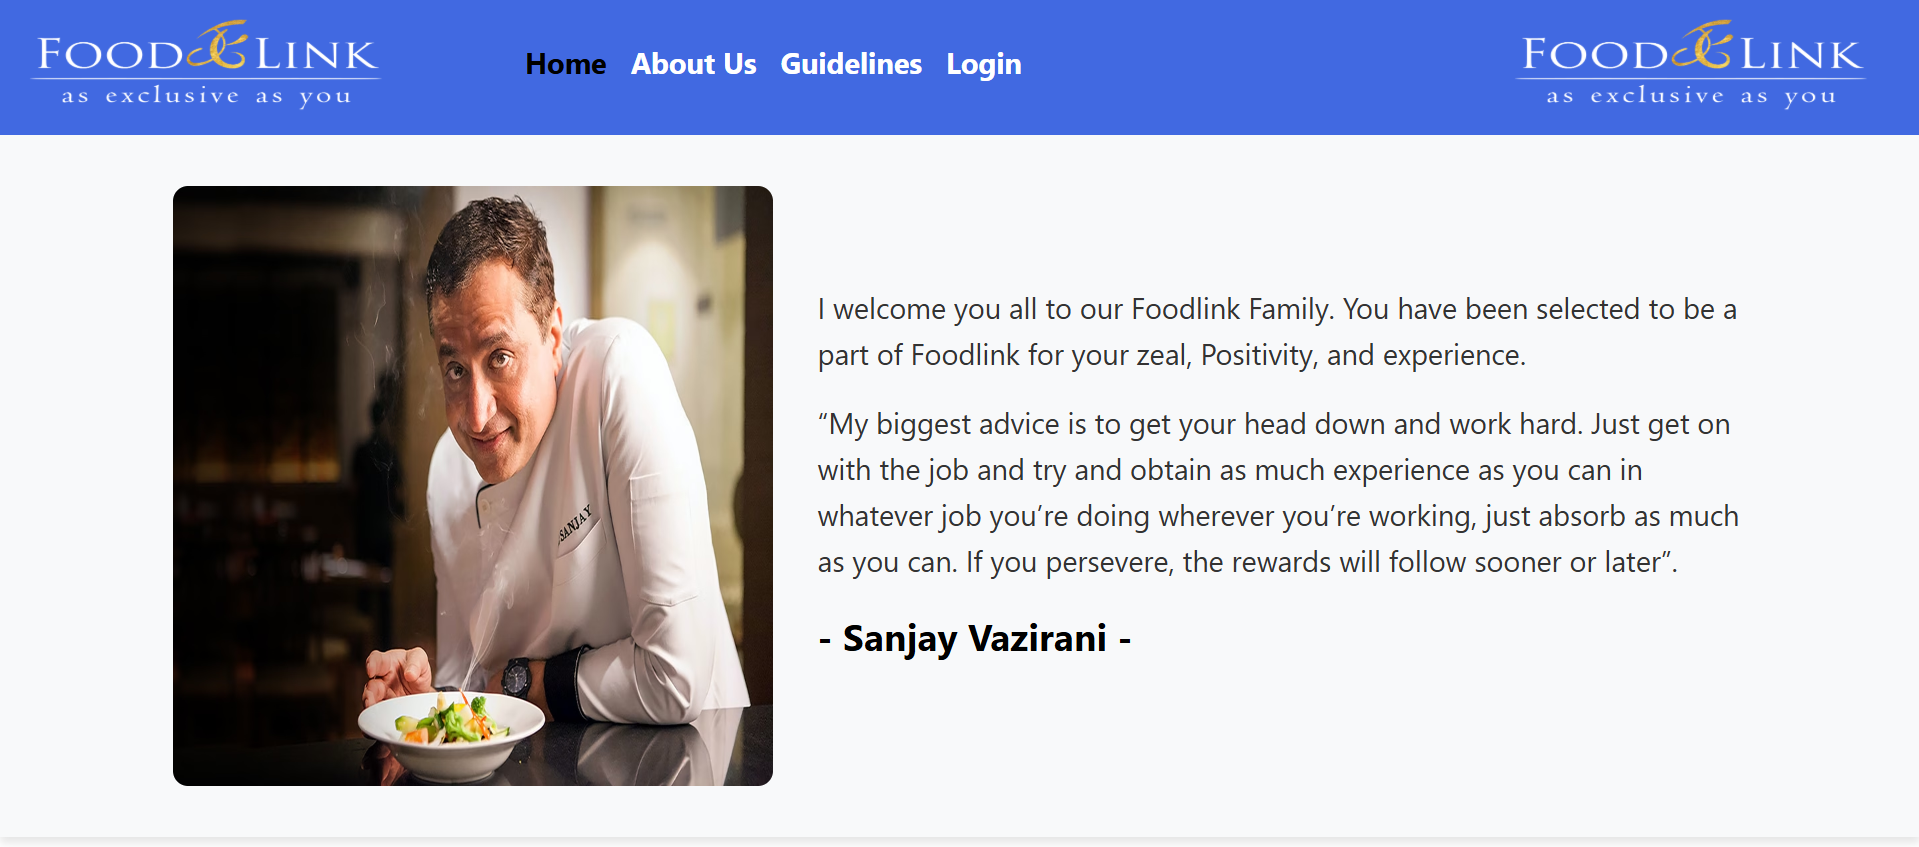 FOOD LINK
as exclusive as you
Home About Us Guidelines Login
FOOD LINK
as exclusive as you
SANJAY
I welcome you all to our Foodlink Family. You have been selected to be a
part of Foodlink for your zeal, Positivity, and experience.
“My biggest advice is to get your head down and work hard. Just get on
with the job and try and obtain as much experience as you can in
whatever job you’re doing wherever you’re working, just absorb as much
as you can. If you persevere, the rewards will follow sooner or later”.
- Sanjay Vazirani -